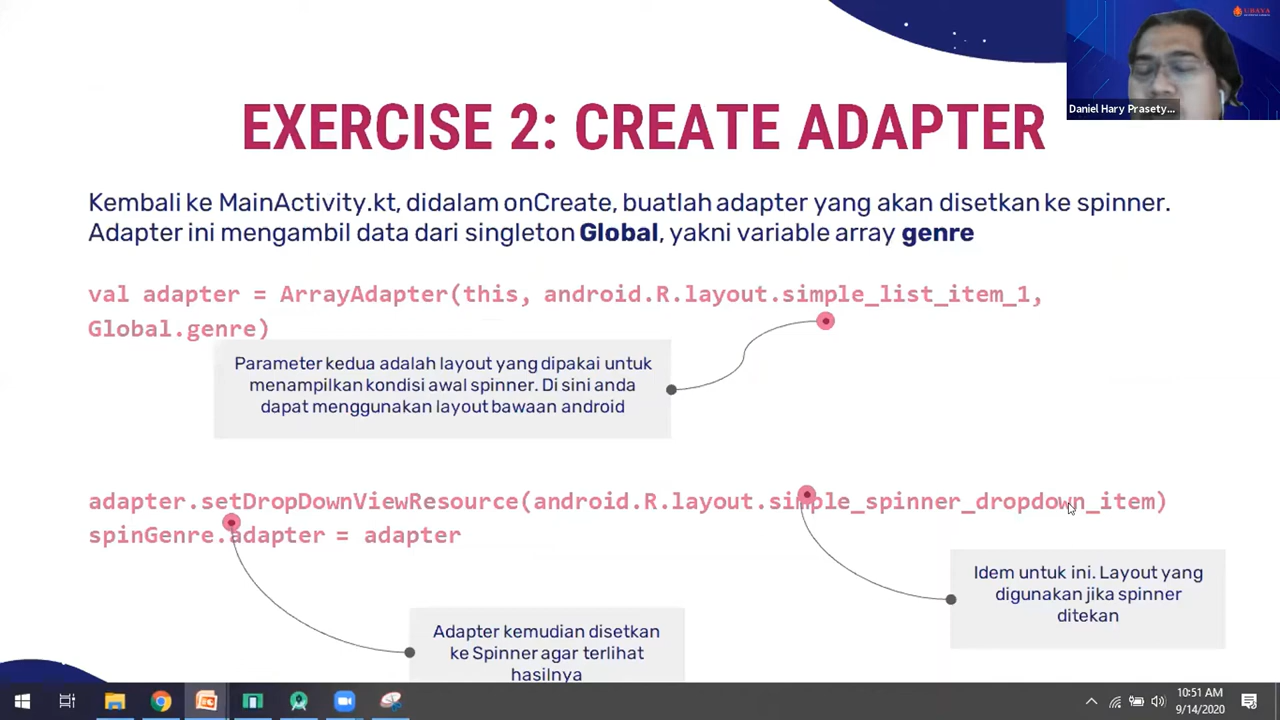 UBAYA
Daniel Hary Prasety...
EXERCISE 2: CREATE ADAPTER
Kembali ke MainActivity.kt, didalam onCreate, buatlah adapter yang akan disetkan ke spinner.
Adapter ini mengambil data dari singleton Global, yakni variable array genre
val adapter = ArrayAdapter(this, android.R.layout.simple_list_item_1,
Global.genre)
Parameter kedua adalah layout yang dipakai untuk
menampilkan kondisi awal spinner. Di sini anda
dapat menggunakan layout bawaan android
adapter.setDropDownViewResource(android.R.layout.simple_spinner_dropdown_item)
spinGenre.adapter = adapter
Idem untuk ini. Layout yang
digunakan jika spinner
ditekan
Adapter kemudian disetkan
ke Spinner agar terlihat
hasilnya
10:51 AM
9/14/2020